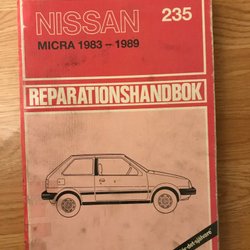 NISSAN
235
MICRA 1983 – 1989
REPARATIONSHANDBOK